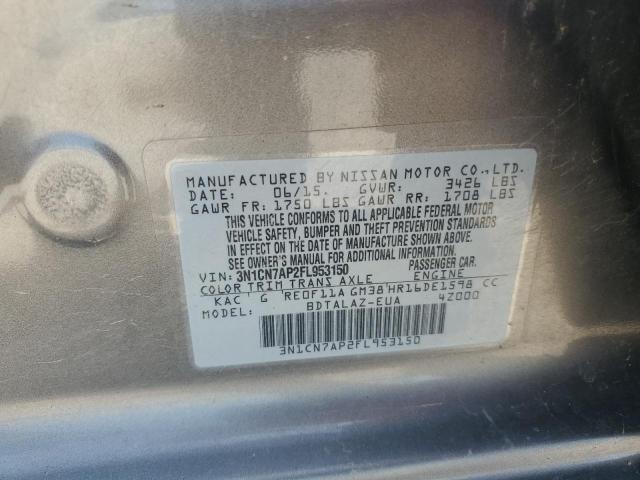 MANUFACTURED BY NISSAN MOTOR CO.,LTD.
DATE: 06/15. GVWR: 3426 LBS
GAWR FR: 1750 LBS GAWR RR: 1708 LBS
THIS VEHICLE CONFORMS TO ALL APPLICABLE FEDERAL MOTOR
VEHICLE SAFETY, BUMPER AND THEFT PREVENTION STANDARDS
IN EFFECT ON THE DATE OF MANUFACTURE SHOWN ABOVE.
SEE OWNER'S MANUAL FOR ADDITIONAL INFORMATION.
VIN: 3N1CN7AP2FL953150 PASSENGER CAR.
COLOR TRIM TRANS AXLE ENGINE
KAC G RE0F11A GM38 HR16DE1598 CC
MODEL: BDTALAZ-EUA 4Z000
3N1CN7AP2FL953150